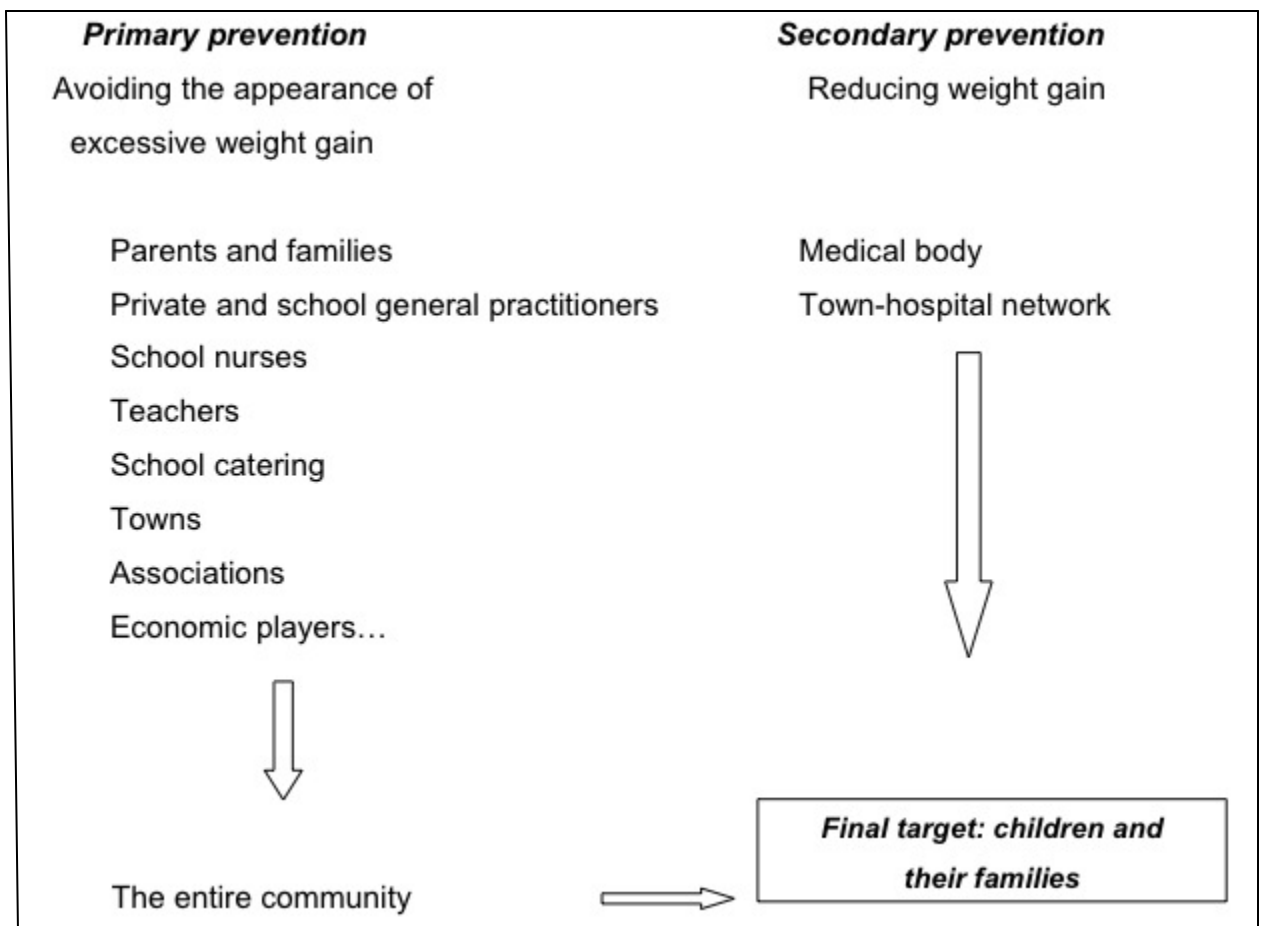 Primary prevention
Avoiding the appearance of
excessive weight gain
Parents and families
Private and school general practitioners
School nurses
Teachers
School catering
Towns
Associations
Economic players…
The entire community
Secondary prevention
Reducing weight gain
Medical body
Town-hospital network
Final target: children and
their families